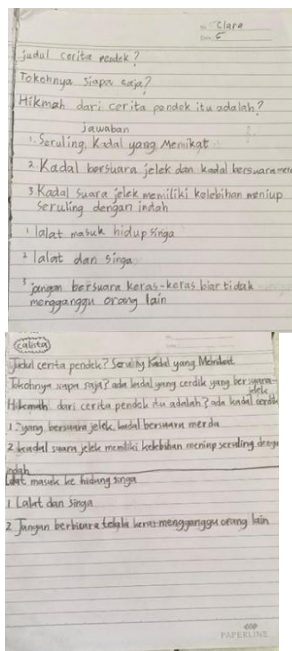 No: Clara
Date: 5
judul cerita pendek?
Tokohnya siapa saja?
Hikmah dari cerita pendek itu adalah?
jawaban
1. Seruling Kadal yang Memikat
2. Kadal bersuara jelek dan kadal bersuara mer
3 Kadal suara jelek memiliki kelebihan meniup
seruling dengan indah
1 lalat masuk hidup singa
2 lalat dan singa
3 jangan bersuara keras-keras biar tidak
mengganggu orang lain
calista
Judul cerita pendek? Seruling Kadal yang Memikat
Tokohnya siapa saja? ada kadal yang cerdik yang bersuara
jelek
Hikmah dari cerita pendek itu adalah? ada kadal cerdik
1. yang bersuara jelek, kadal bersuara merdu
2 kadal suara jelek memiliki kelebihan meniup seruling dengan
indah
Lalat masuk ke hidung singa
1 Lalat dan singa
2 Jangan berbicara keras mengganggu orang lain
PAPERLINE